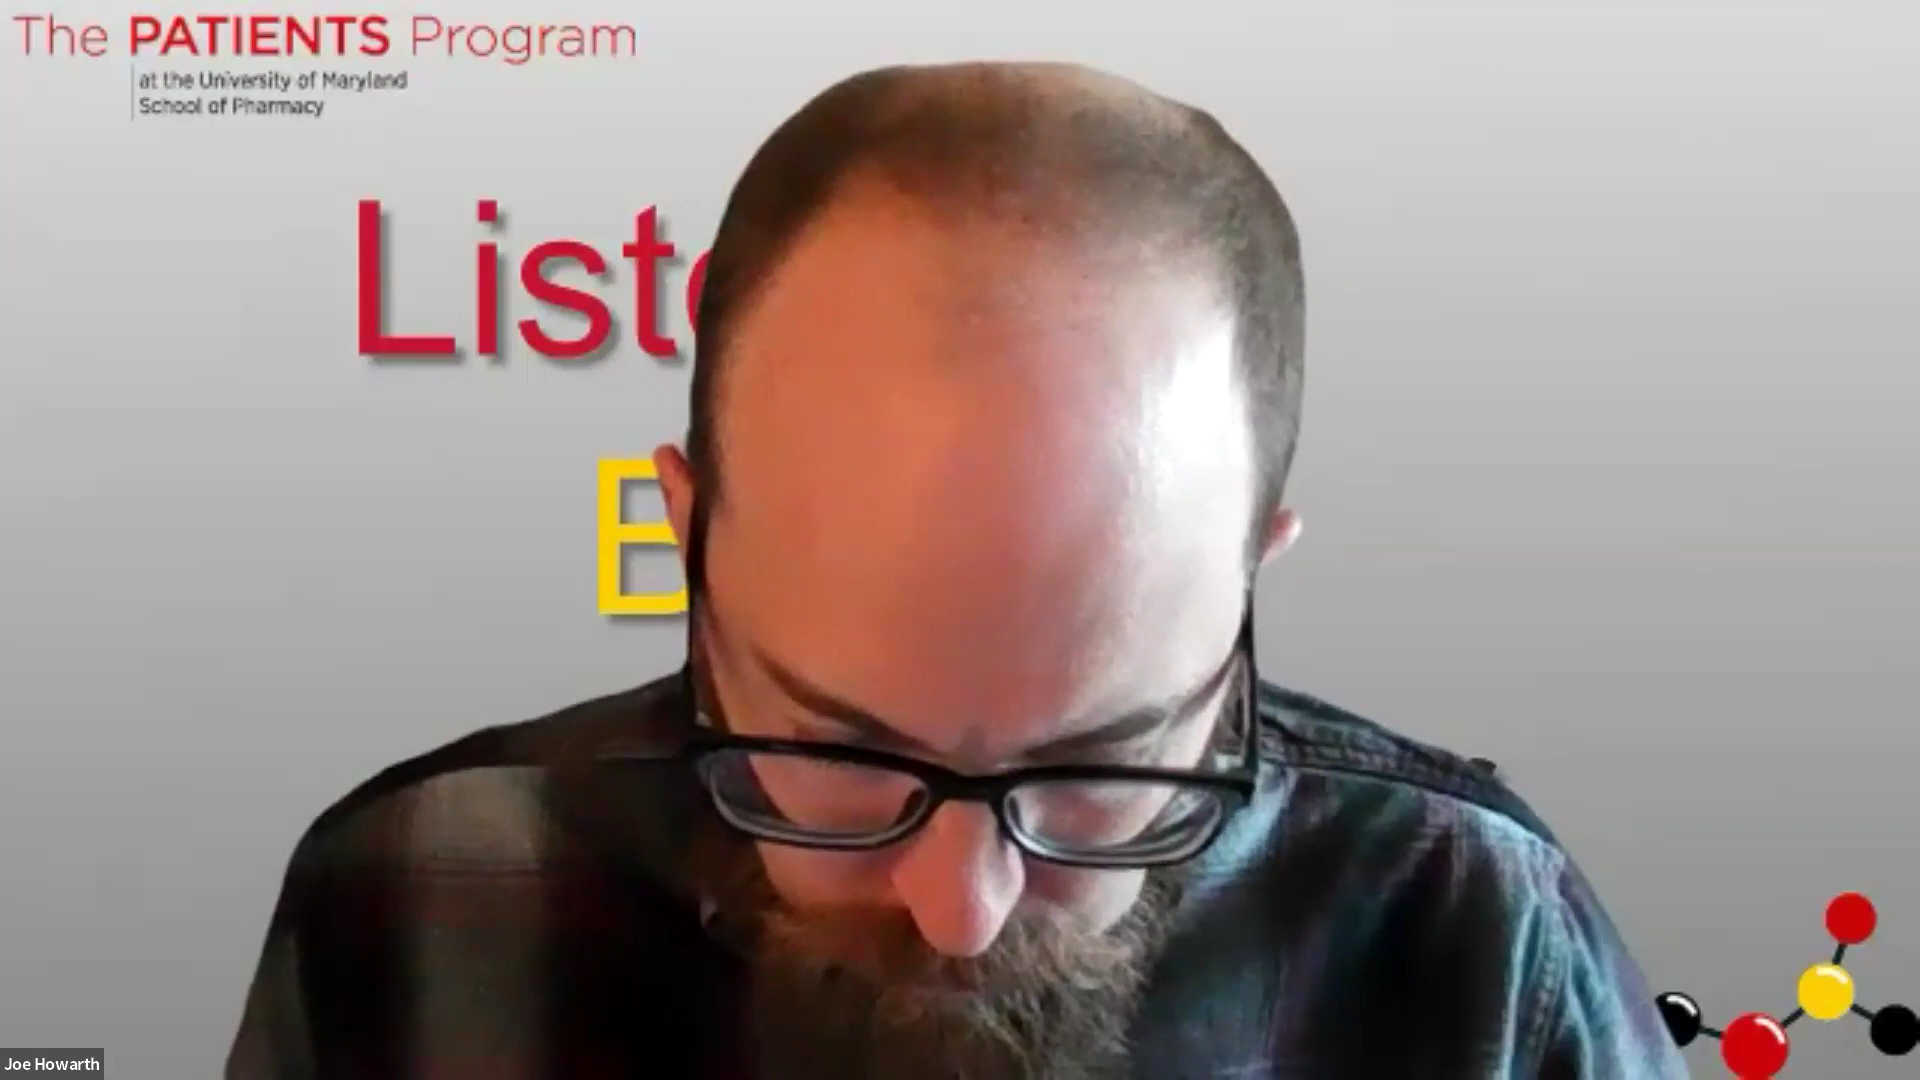 The PATIENTS Program
at the University of Maryland
School of Pharmacy
List
Joe Howarth